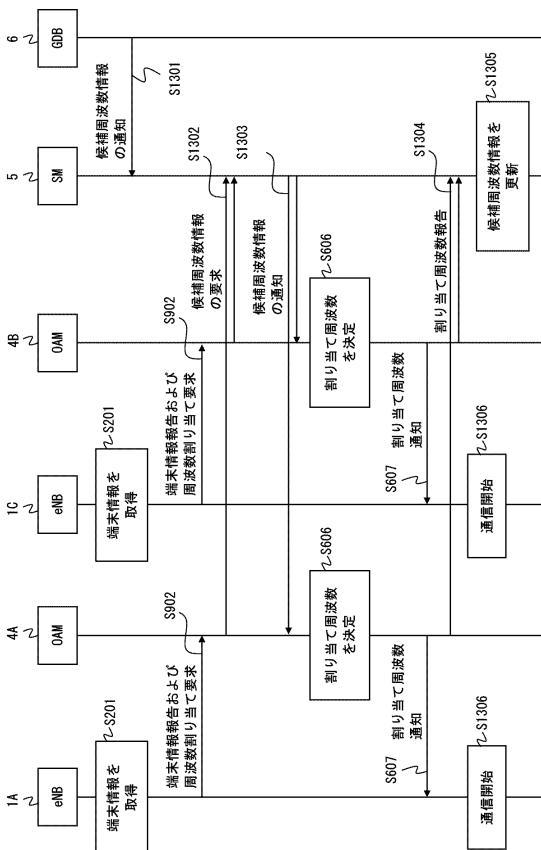 1A
eNB
4A
OAM
1C
eNB
4B
OAM
5
SM
6
GDB
S201
端末情報を
取得
S201
端末情報を
取得
候補周波数情報
の通知
S1301
端末情報報告および
周波数割り当て要求
S902
端末情報報告および
周波数割り当て要求
S902
候補周波数情報
の要求
S1302
候補周波数情報
の通知
S1303
S606
割り当て周波数
を決定
S606
割り当て周波数
を決定
割り当て周波数
通知
S607
割り当て周波数
通知
S607
割り当て周波数報告
S1304
S1306
通信開始
S1306
通信開始
S1305
候補周波数情報を
更新